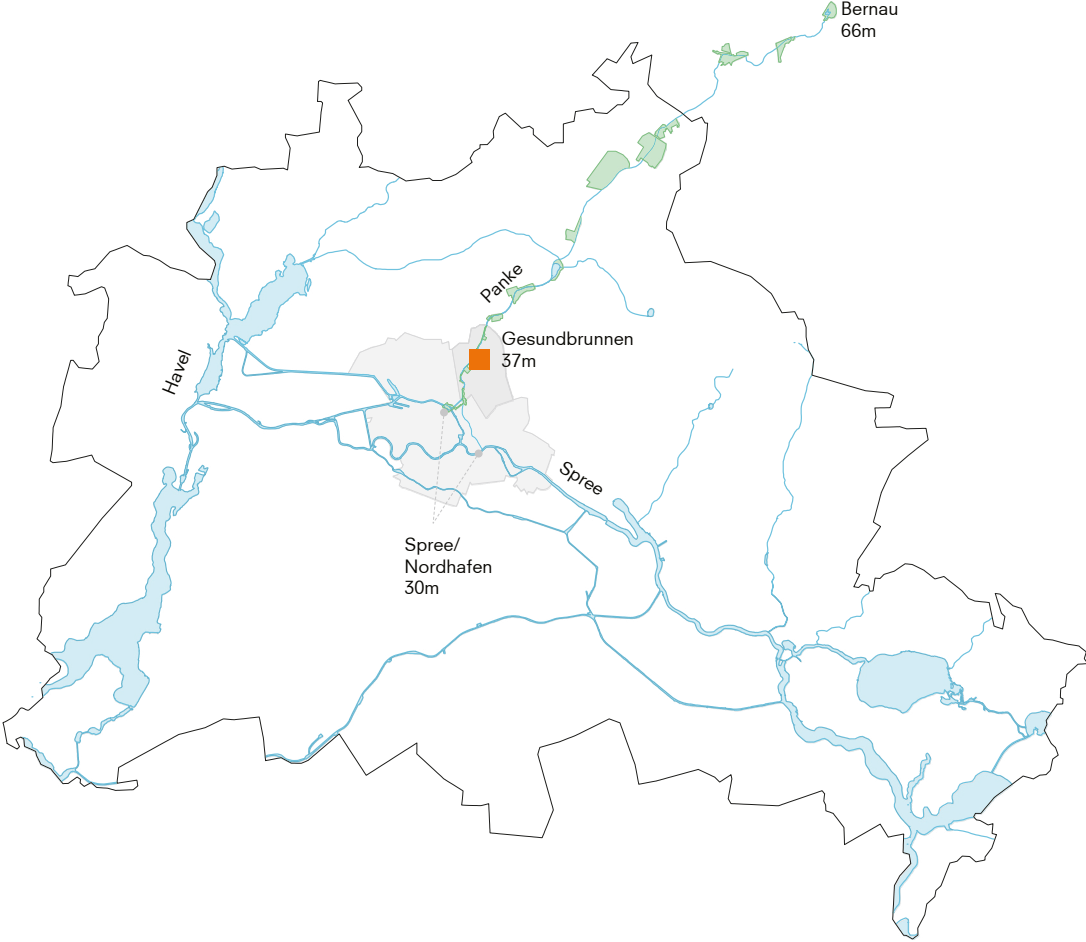 Bernau
66m
Panke
Gesundbrunnen
37m
Havel
Spree
Spree/
Nordhafen
30m